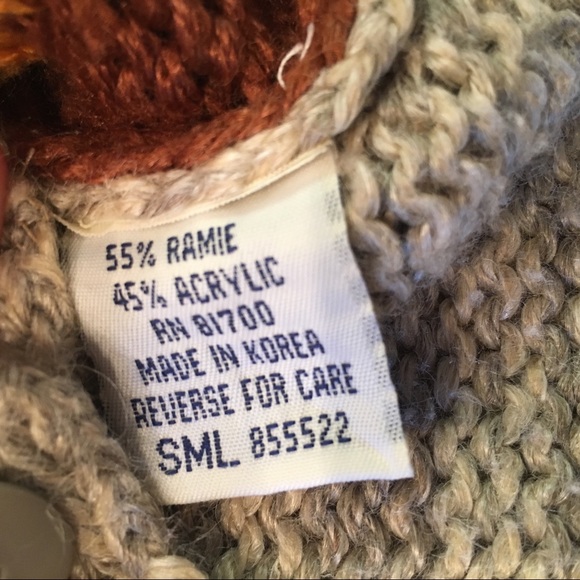 55% RAMIE
45% ACRYLIC
RN 81700
MADE IN KOREA
REVERSE FOR CARE
SML 855522